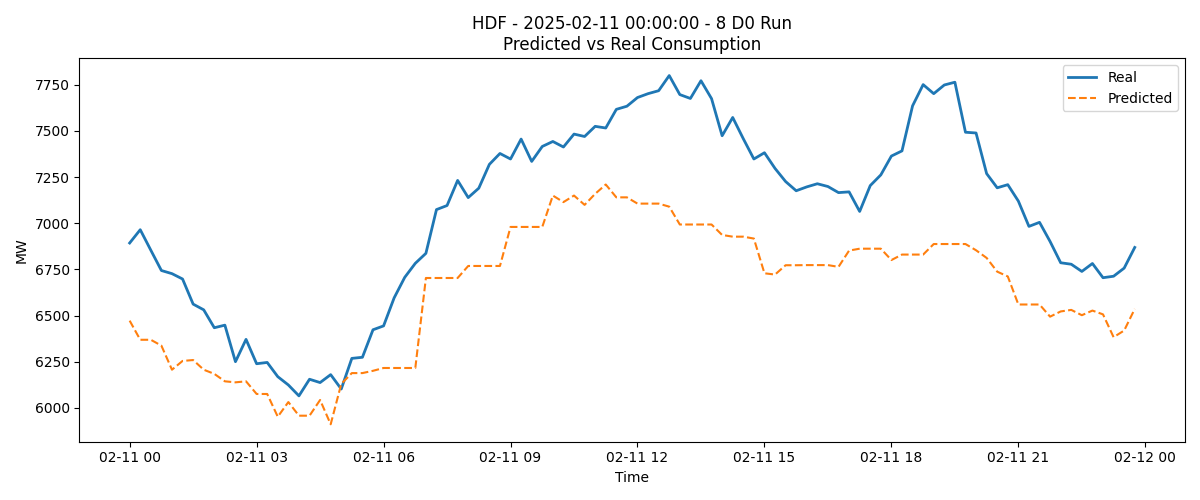 HDF - 2025-02-11 00:00:00 - 8 D0 Run
Predicted vs Real Consumption
Real
Predicted
MW
7750
7500
7250
7000
6750
6500
6250
6000
02-11 00
02-11 03
02-11 06
02-11 09
02-11 12
02-11 15
02-11 18
02-11 21
02-12 00
Time